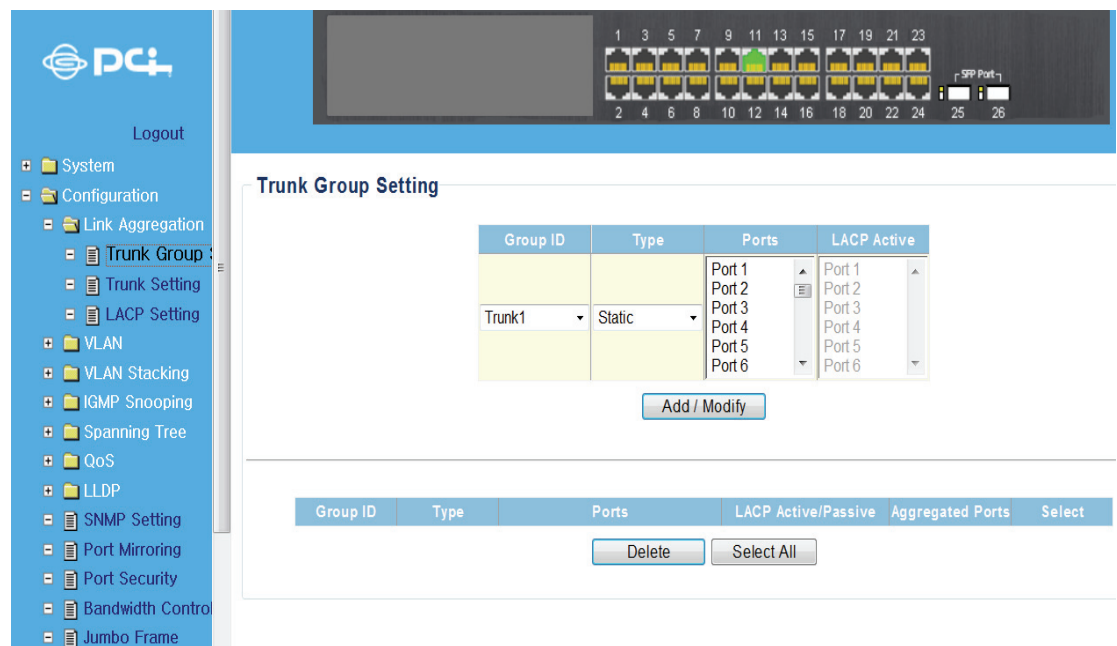 PCi
1 3 5 7 9 11 13 15 17 19 21 23
SFP Port
2 4 6 8 10 12 14 16 18 20 22 24 25 26
Logout
System
Configuration
Link Aggregation
Trunk Group S
Trunk Setting
LACP Setting
VLAN
VLAN Stacking
IGMP Snooping
Spanning Tree
QoS
LLDP
SNMP Setting
Port Mirroring
Port Security
Bandwidth Control
Jumbo Frame
Trunk Group Setting
Group ID Type Ports LACP Active
Port 1 Port 1
Port 2 Port 2
Trunk1 Static Port 3 Port 3
Port 4 Port 4
Port 5 Port 5
Port 6 Port 6
Add / Modify
Group ID Type Ports LACP Active/Passive Aggregated Ports Select
Delete Select All